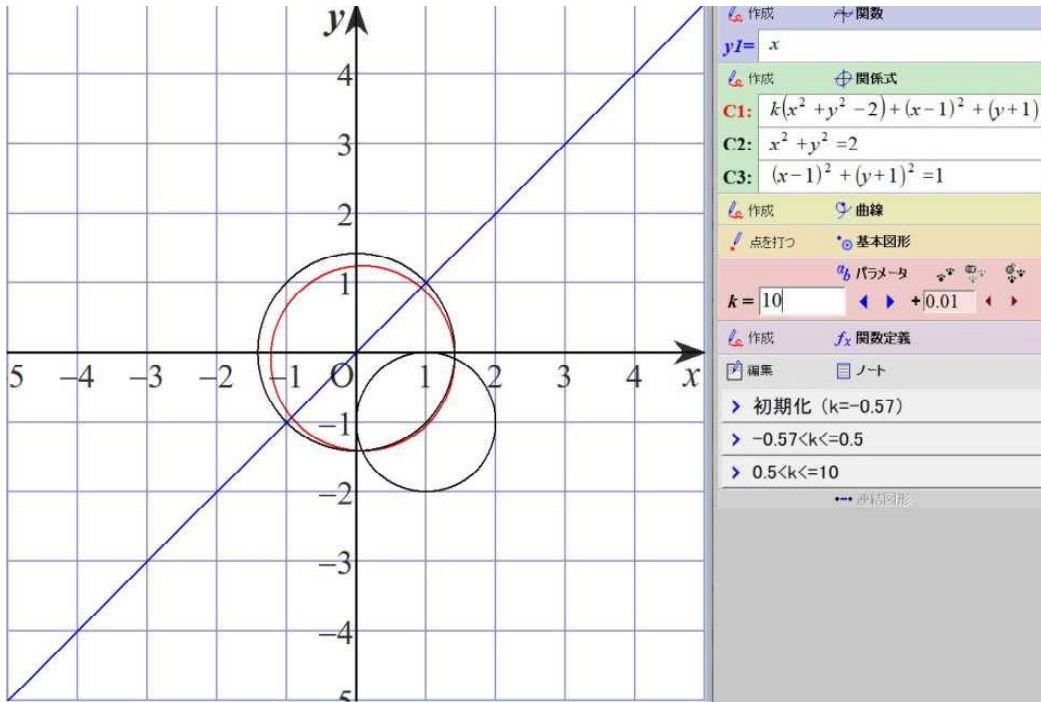 y
4
3
2
1
5 −4 −3 −2 −1 O 1 2 3 4 x
−1
−2
−3
−4
5
作成 関数
y1= x
作成 関係式
C1: k(x² + y² −2)+(x−1)² +(y+1)
C2: x² + y² =2
C3: (x−1)² +(y+1)² =1
作成 曲線
点を打つ 基本図形
ab パラメータ
k = 10 +0.01
作成 fx 関数定義
編集 ノート
> 初期化 (k=−0.57)
> −0.57<k<=0.5
> 0.5<k<=10
連結図形